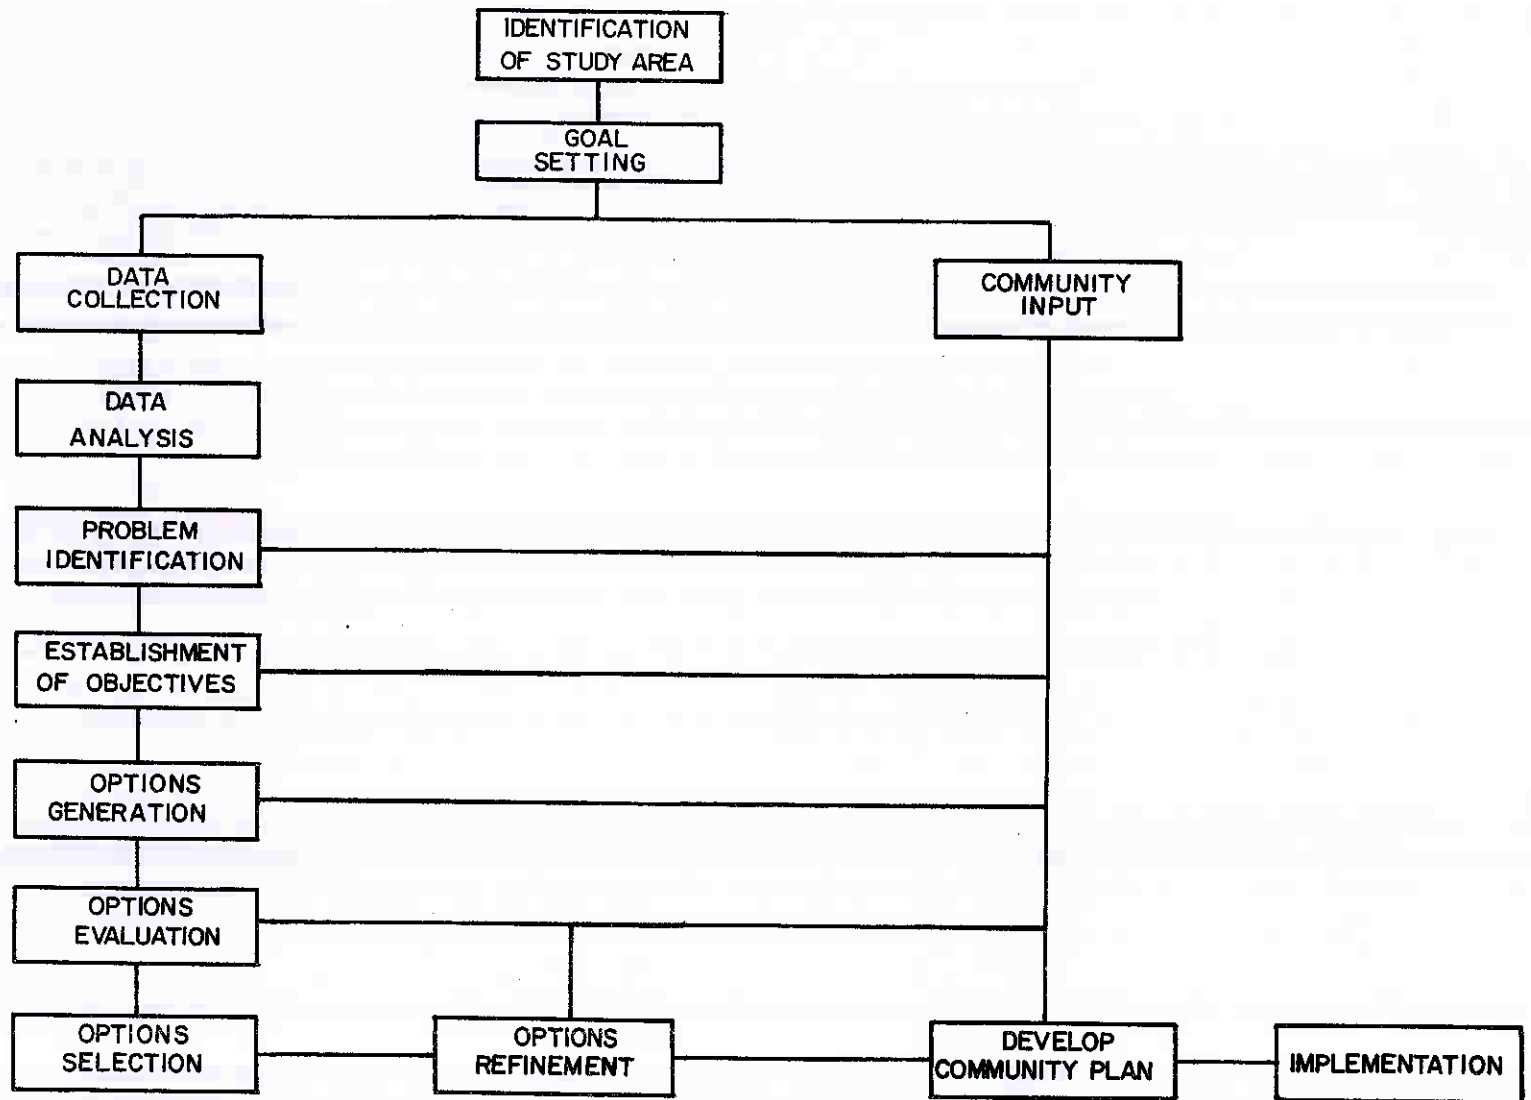 IDENTIFICATION
OF STUDY AREA
GOAL
SETTING
DATA
COLLECTION
COMMUNITY
INPUT
DATA
ANALYSIS
PROBLEM
IDENTIFICATION
ESTABLISHMENT
OF OBJECTIVES
OPTIONS
GENERATION
OPTIONS
EVALUATION
OPTIONS
SELECTION
OPTIONS
REFINEMENT
DEVELOP
COMMUNITY PLAN
IMPLEMENTATION